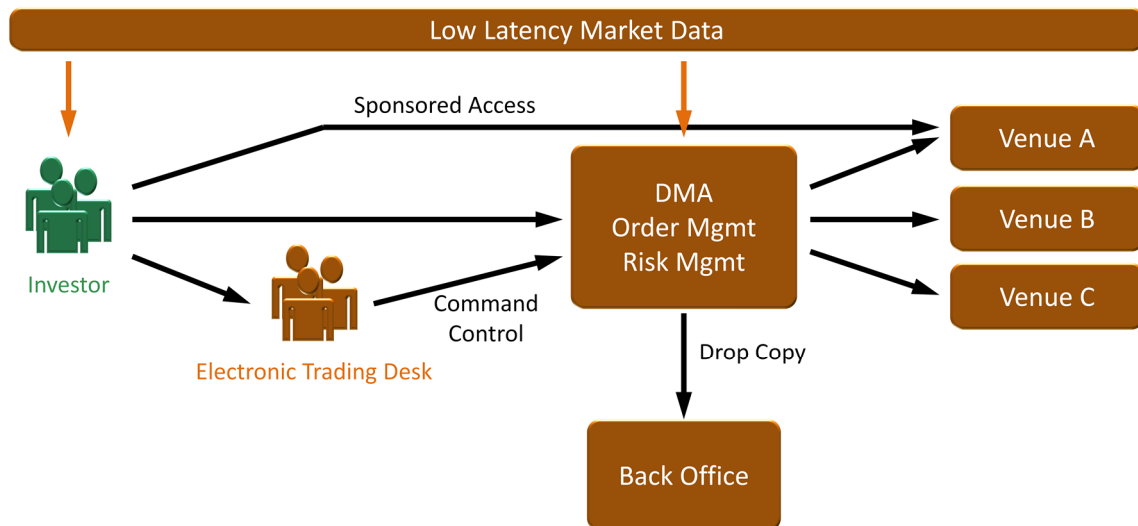 Low Latency Market Data
Sponsored Access
Venue A
DMA
Order Mgmt
Risk Mgmt
Venue B
Investor
Venue C
Command
Control
Electronic Trading Desk
Drop Copy
Back Office